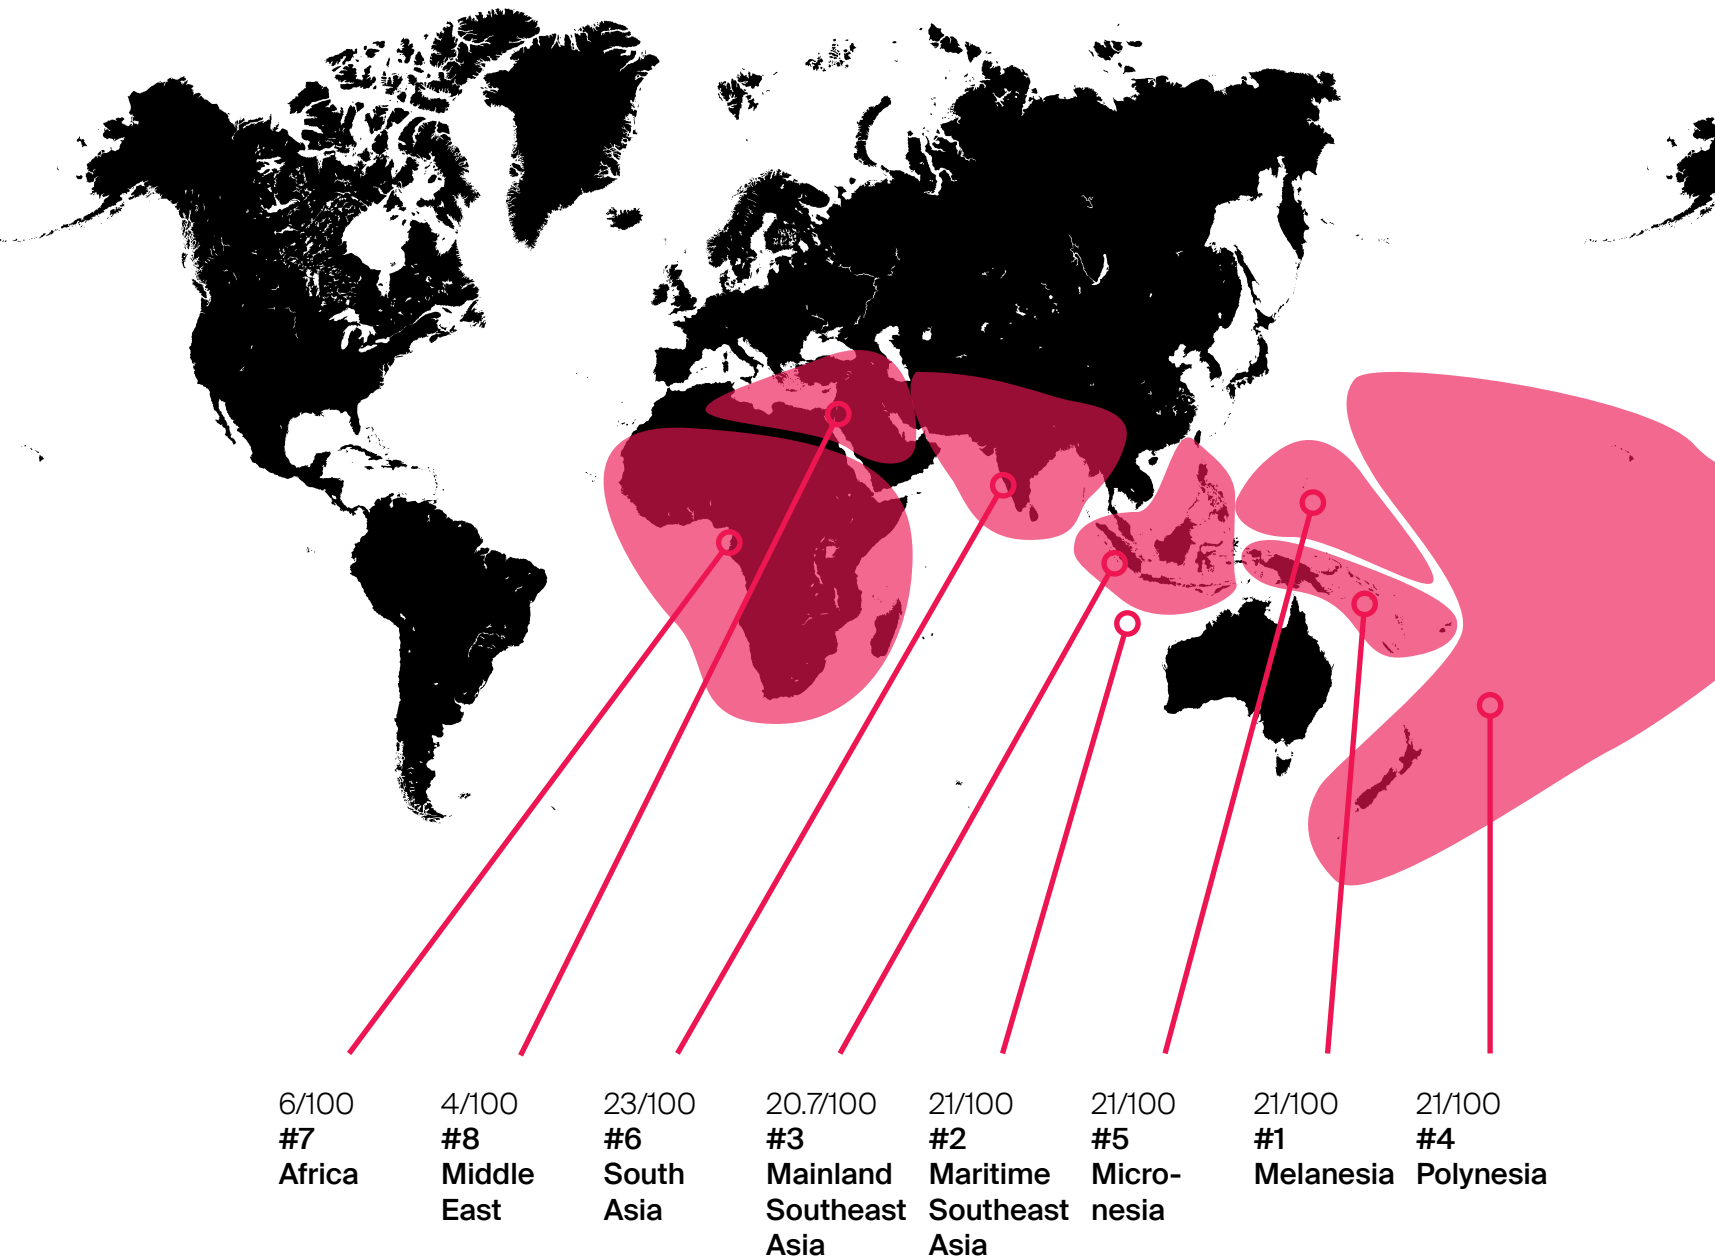 6/100
#7
Africa
4/100
#8
Middle
East
23/100
#6
South
Asia
20.7/100
#3
Mainland
Southeast
Asia
21/100
#2
Maritime
Southeast
Asia
21/100
#5
Micro-
nesia
21/100
#1
Melanesia
21/100
#4
Polynesia